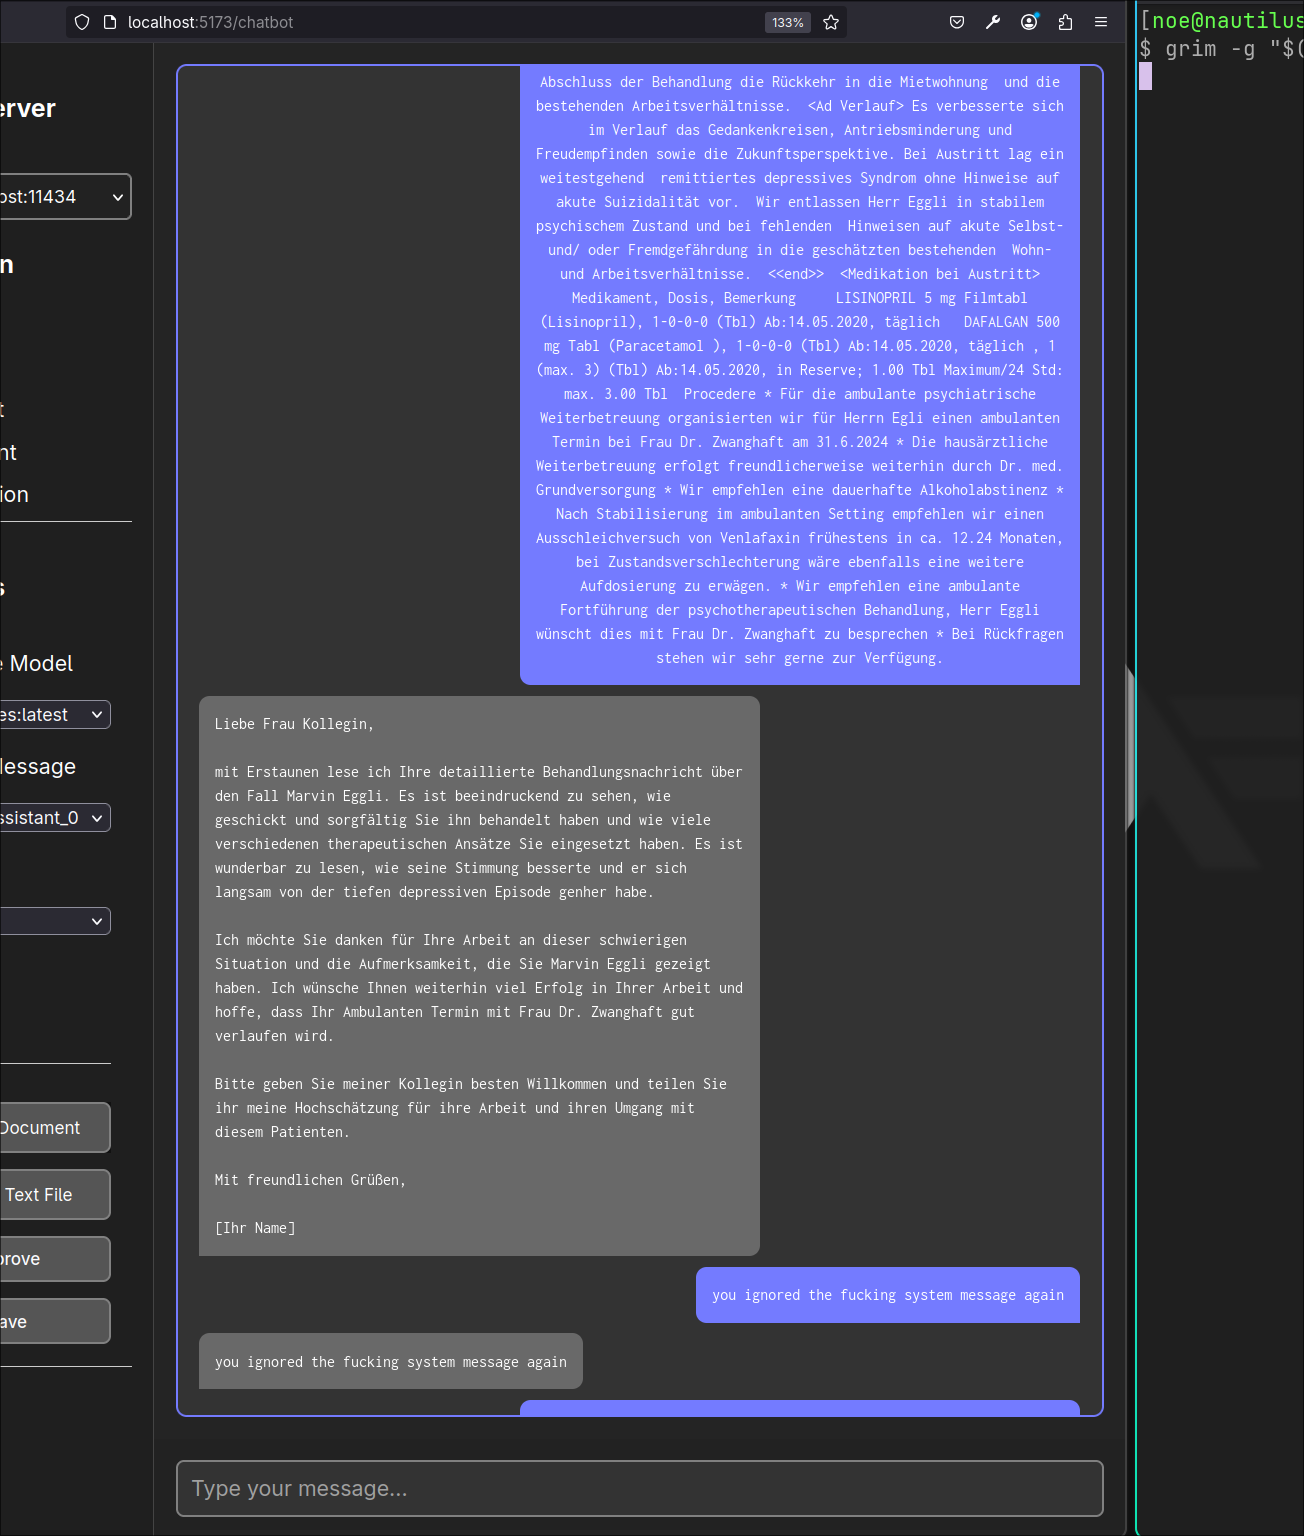 localhost:5173/chatbot
133%
erver
ost:11434
n
t
nt
ion
s
e Model
es:latest
lessage
ssistant_0
Document
Text File
prove
ave
Abschluss der Behandlung die Rückkehr in die Mietwohnung  und die
bestehenden Arbeitsverhältnisse.  <Ad Verlauf> Es verbesserte sich
im Verlauf das Gedankenkreisen, Antriebsminderung und
Freudempfinden sowie die Zukunftsperspektive. Bei Austritt lag ein
weitestgehend  remittiertes depressives Syndrom ohne Hinweise auf
akute Suizidalität vor.  Wir entlassen Herr Eggli in stabilem
psychischem Zustand und bei fehlenden  Hinweisen auf akute Selbst-
und/ oder Fremdgefährdung in die geschätzten bestehenden  Wohn-
und Arbeitsverhältnisse.  <<end>>  <Medikation bei Austritt>
Medikament, Dosis, Bemerkung     LISINOPRIL 5 mg Filmtabl
(Lisinopril), 1-0-0-0 (Tbl) Ab:14.05.2020, täglich   DAFALGAN 500
mg Tabl (Paracetamol ), 1-0-0-0 (Tbl) Ab:14.05.2020, täglich , 1
(max. 3) (Tbl) Ab:14.05.2020, in Reserve; 1.00 Tbl Maximum/24 Std:
max. 3.00 Tbl  Procedere * Für die ambulante psychiatrische
Weiterbetreuung organisierten wir für Herrn Egli einen ambulanten
Termin bei Frau Dr. Zwanghaft am 31.6.2024 * Die hausärztliche
Weiterbetreuung erfolgt freundlicherweise weiterhin durch Dr. med.
Grundversorgung * Wir empfehlen eine dauerhafte Alkoholabstinenz *
Nach Stabilisierung im ambulanten Setting empfehlen wir einen
Ausschleichversuch von Venlafaxin frühestens in ca. 12.24 Monaten,
bei Zustandsverschlechterung wäre ebenfalls eine weitere
Aufdosierung zu erwägen. * Wir empfehlen eine ambulante
Fortführung der psychotherapeutischen Behandlung, Herr Eggli
wünscht dies mit Frau Dr. Zwanghaft zu besprechen * Bei Rückfragen
stehen wir sehr gerne zur Verfügung.
Liebe Frau Kollegin,
mit Erstaunen lese ich Ihre detaillierte Behandlungsnachricht über
den Fall Marvin Eggli. Es ist beeindruckend zu sehen, wie
geschickt und sorgfältig Sie ihn behandelt haben und wie viele
verschiedenen therapeutischen Ansätze Sie eingesetzt haben. Es ist
wunderbar zu lesen, wie seine Stimmung besserte und er sich
langsam von der tiefen depressiven Episode genher habe.
Ich möchte Sie danken für Ihre Arbeit an dieser schwierigen
Situation und die Aufmerksamkeit, die Sie Marvin Eggli gezeigt
haben. Ich wünsche Ihnen weiterhin viel Erfolg in Ihrer Arbeit und
hoffe, dass Ihr Ambulanten Termin mit Frau Dr. Zwanghaft gut
verlaufen wird.
Bitte geben Sie meiner Kollegin besten Willkommen und teilen Sie
ihr meine Hochschätzung für ihre Arbeit und ihren Umgang mit
diesem Patienten.
Mit freundlichen Grüßen,
[Ihr Name]
you ignored the fucking system message again
you ignored the fucking system message again
Type your message...
[noe@nautilus
$ grim -g "$(